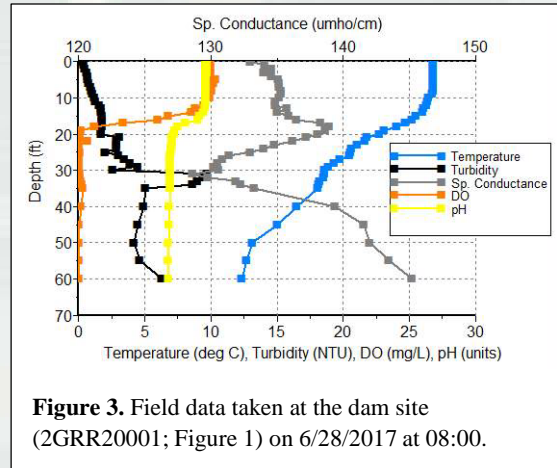 Sp. Conductance (umho/cm)
120 130 140 150
0
10
20
30
40
50
60
70
Depth (ft)
Temperature
Turbidity
Sp. Conductance
DO
pH
0 5 10 15 20 25 30
Temperature (deg C), Turbidity (NTU), DO (mg/L), pH (units)
Figure 3. Field data taken at the dam site
(2GRR20001; Figure 1) on 6/28/2017 at 08:00.